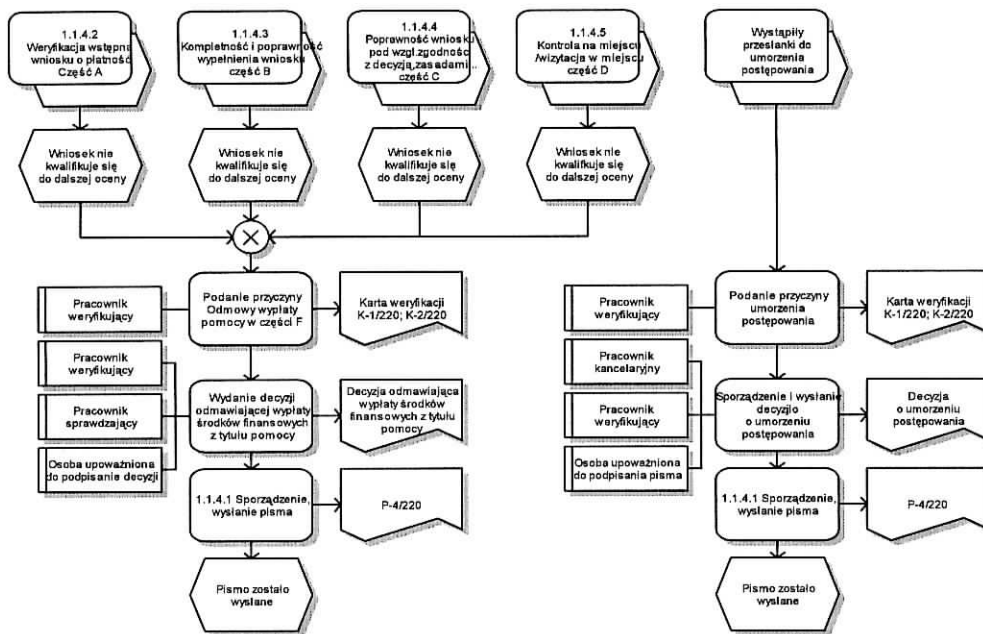 1.1.4.2
Weryfikacja wstępna
wniosku o płatność
Część A
1.1.4.3
Kompletność i poprawność
wypełnienia wniosku
część B
1.1.4.4
Poprawność wniosku
pod wzgl.zgodność
z decyzją,zasadami..
część C
1.1.4.5
Kontrola na miejscu
/wizytacja w miejscu
część D
Wystąpiły
przesłanki do
umorzenia
postępowania
Wniosek nie
kwalifikuje się
do dalszej oceny
Wniosek nie
kwalifikuje się
do dalszej oceny
Wniosek nie
kwalifikuje się
do dalszej oceny
Wniosek nie
kwalifikuje się
do dalszej oceny
Pracownik
weryfikujący
Podanie przyczyny
Odmowy wypłaty
pomocy w części F
Karta weryfikacji
K-1/220; K-2/220
Pracownik
weryfikujący
Pracownik
sprawdzający
Osoba upoważniona
do podpisanie decyzji
Wydanie decyzji
odmawiającej wypłaty
środków finansowych
z tytułu pomocy
Decyzja odmawiająca
wypłaty środków
finansowych z tytułu
pomocy
1.1.4.1 Sporządzenie,
wysłanie pisma
P-4/220
Pismo zostało
wysłane
Pracownik
weryfikujący
Podanie przyczyny
umorzenia
postępowania
Karta weryfikacji
K-1/220; K-2/220
Pracownik
kancelaryjny
Pracownik
weryfikujący
Osoba upoważniona
do podpisania pisma
Sporządzenie i wysłanie
decyzjio
o umorzeniu
postępowania
Decyzja
o umorzeniu
postępowania
1.1.4.1 Sporządzenie,
wysłanie pisma
P-4/220
Pismo zostało
wysłane